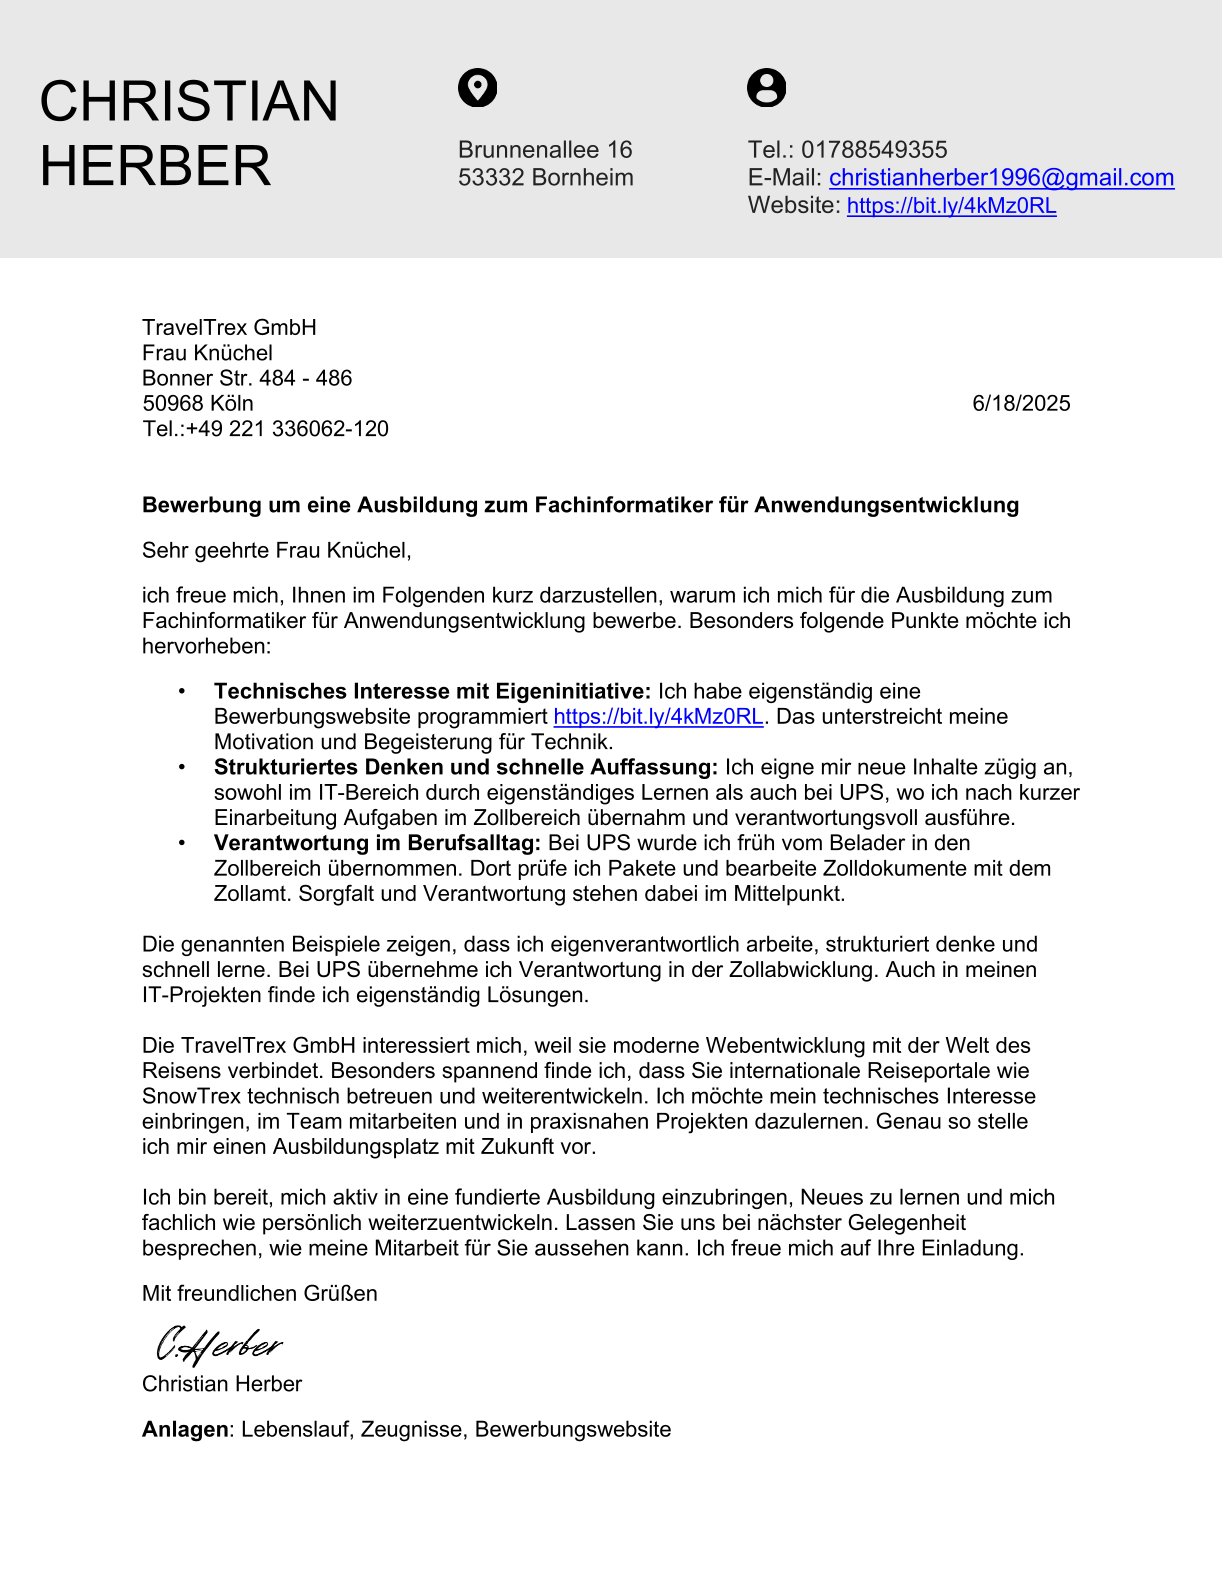 CHRISTIAN
HERBER
Brunnenallee 16
53332 Bornheim
Tel.: 01788549355
E-Mail: christianherber1996@gmail.com
Website: https://bit.ly/4kMz0RL
TravelTrex GmbH
Frau Knüchel
Bonner Str. 484 - 486
50968 Köln 6/18/2025
Tel.:+49 221 336062-120
Bewerbung um eine Ausbildung zum Fachinformatiker für Anwendungsentwicklung
Sehr geehrte Frau Knüchel,
ich freue mich, Ihnen im Folgenden kurz darzustellen, warum ich mich für die Ausbildung zum
Fachinformatiker für Anwendungsentwicklung bewerbe. Besonders folgende Punkte möchte ich
hervorheben:
• Technisches Interesse mit Eigeninitiative: Ich habe eigenständig eine
Bewerbungswebsite programmiert https://bit.ly/4kMz0RL. Das unterstreicht meine
Motivation und Begeisterung für Technik.
• Strukturiertes Denken und schnelle Auffassung: Ich eigne mir neue Inhalte zügig an,
sowohl im IT-Bereich durch eigenständiges Lernen als auch bei UPS, wo ich nach kurzer
Einarbeitung Aufgaben im Zollbereich übernahm und verantwortungsvoll ausführe.
• Verantwortung im Berufsalltag: Bei UPS wurde ich früh vom Belader in den
Zollbereich übernommen. Dort prüfe ich Pakete und bearbeite Zolldokumente mit dem
Zollamt. Sorgfalt und Verantwortung stehen dabei im Mittelpunkt.
Die genannten Beispiele zeigen, dass ich eigenverantwortlich arbeite, strukturiert denke und
schnell lerne. Bei UPS übernehme ich Verantwortung in der Zollabwicklung. Auch in meinen
IT-Projekten finde ich eigenständig Lösungen.
Die TravelTrex GmbH interessiert mich, weil sie moderne Webentwicklung mit der Welt des
Reisens verbindet. Besonders spannend finde ich, dass Sie internationale Reiseportale wie
SnowTrex technisch betreuen und weiterentwickeln. Ich möchte mein technisches Interesse
einbringen, im Team mitarbeiten und in praxisnahen Projekten dazulernen. Genau so stelle
ich mir einen Ausbildungsplatz mit Zukunft vor.
Ich bin bereit, mich aktiv in eine fundierte Ausbildung einzubringen, Neues zu lernen und mich
fachlich wie persönlich weiterzuentwickeln. Lassen Sie uns bei nächster Gelegenheit
besprechen, wie meine Mitarbeit für Sie aussehen kann. Ich freue mich auf Ihre Einladung.
Mit freundlichen Grüßen
C.Herber
Christian Herber
Anlagen: Lebenslauf, Zeugnisse, Bewerbungswebsite